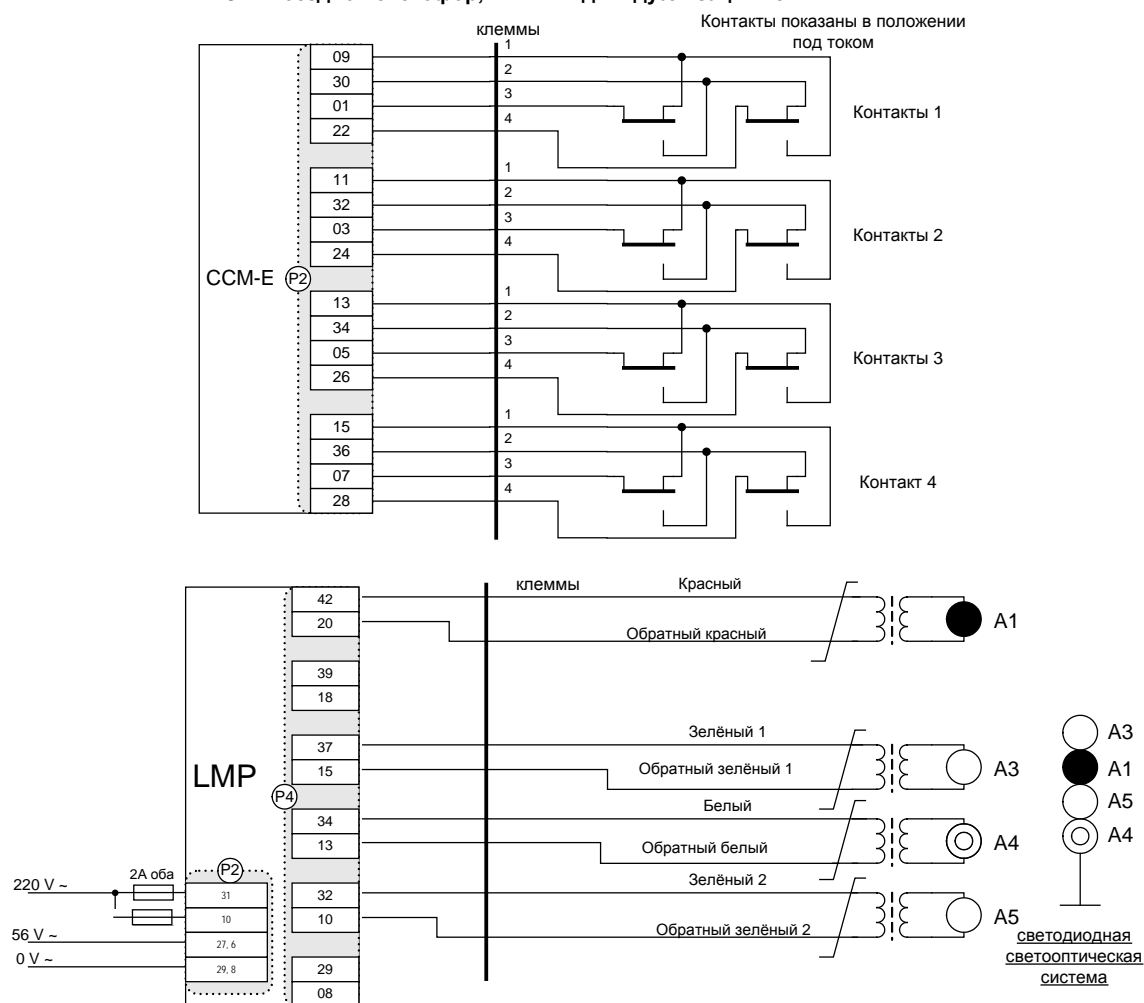 Контакты показаны в положении
под током
клеммы
09
30
01
22
1
2
3
4
Контакты 1
11
32
03
24
1
2
3
4
Контакты 2
CCM-E
P2
13
34
05
26
1
2
3
4
Контакты 3
15
36
07
28
1
2
3
4
Контакт 4
клеммы
42
20
Красный
Обратный красный
A1
39
18
LMP
P4
37
15
Зелёный 1
Обратный зелёный 1
A3
34
13
Белый
Обратный белый
A4
32
10
Зелёный 2
Обратный зелёный 2
A5
29
08
P2
220 V ~
2A оба
31
10
56 V ~
27, 6
0 V ~
29, 8
A3
A1
A5
A4
светодиодная
светооптическая
система